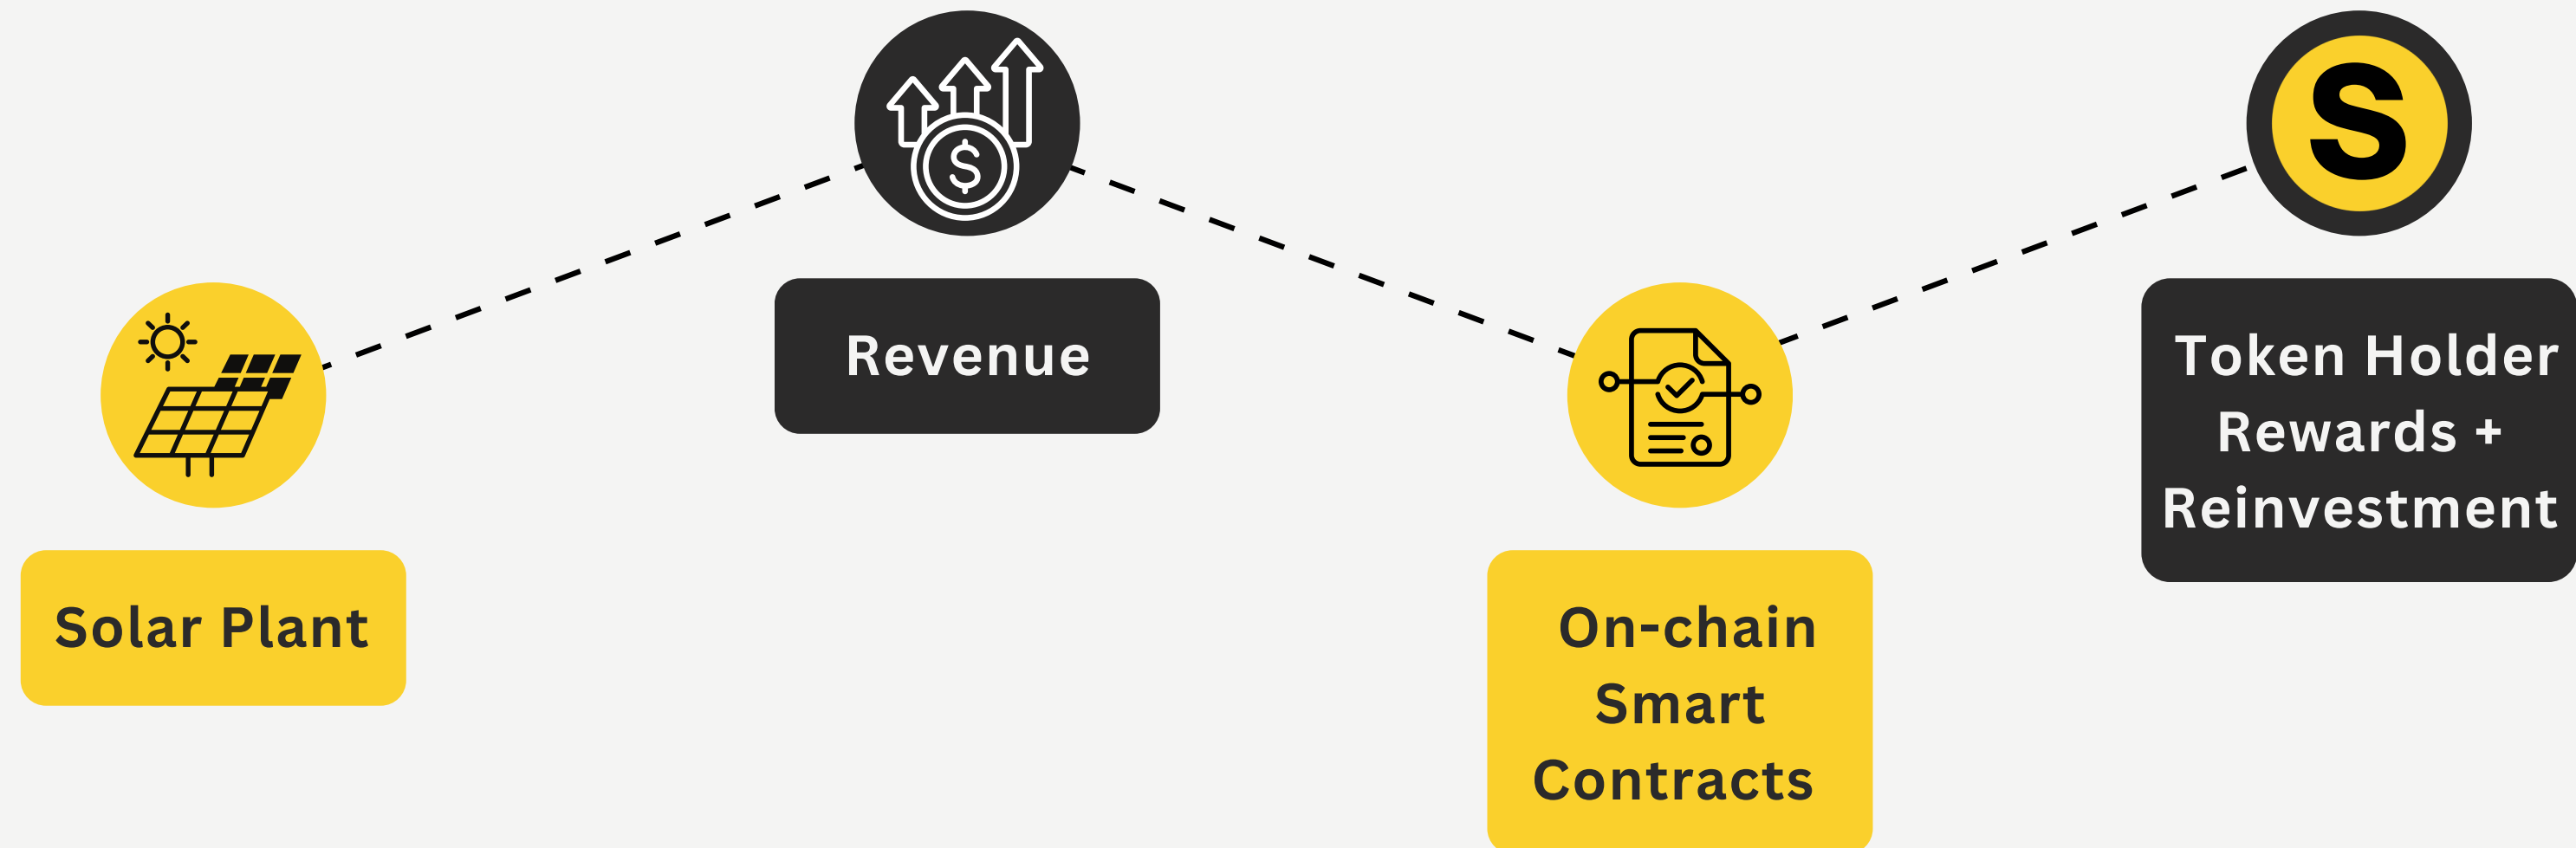 $
S
Solar Plant
Revenue
On-chain
Smart
Contracts
Token Holder
Rewards +
Reinvestment